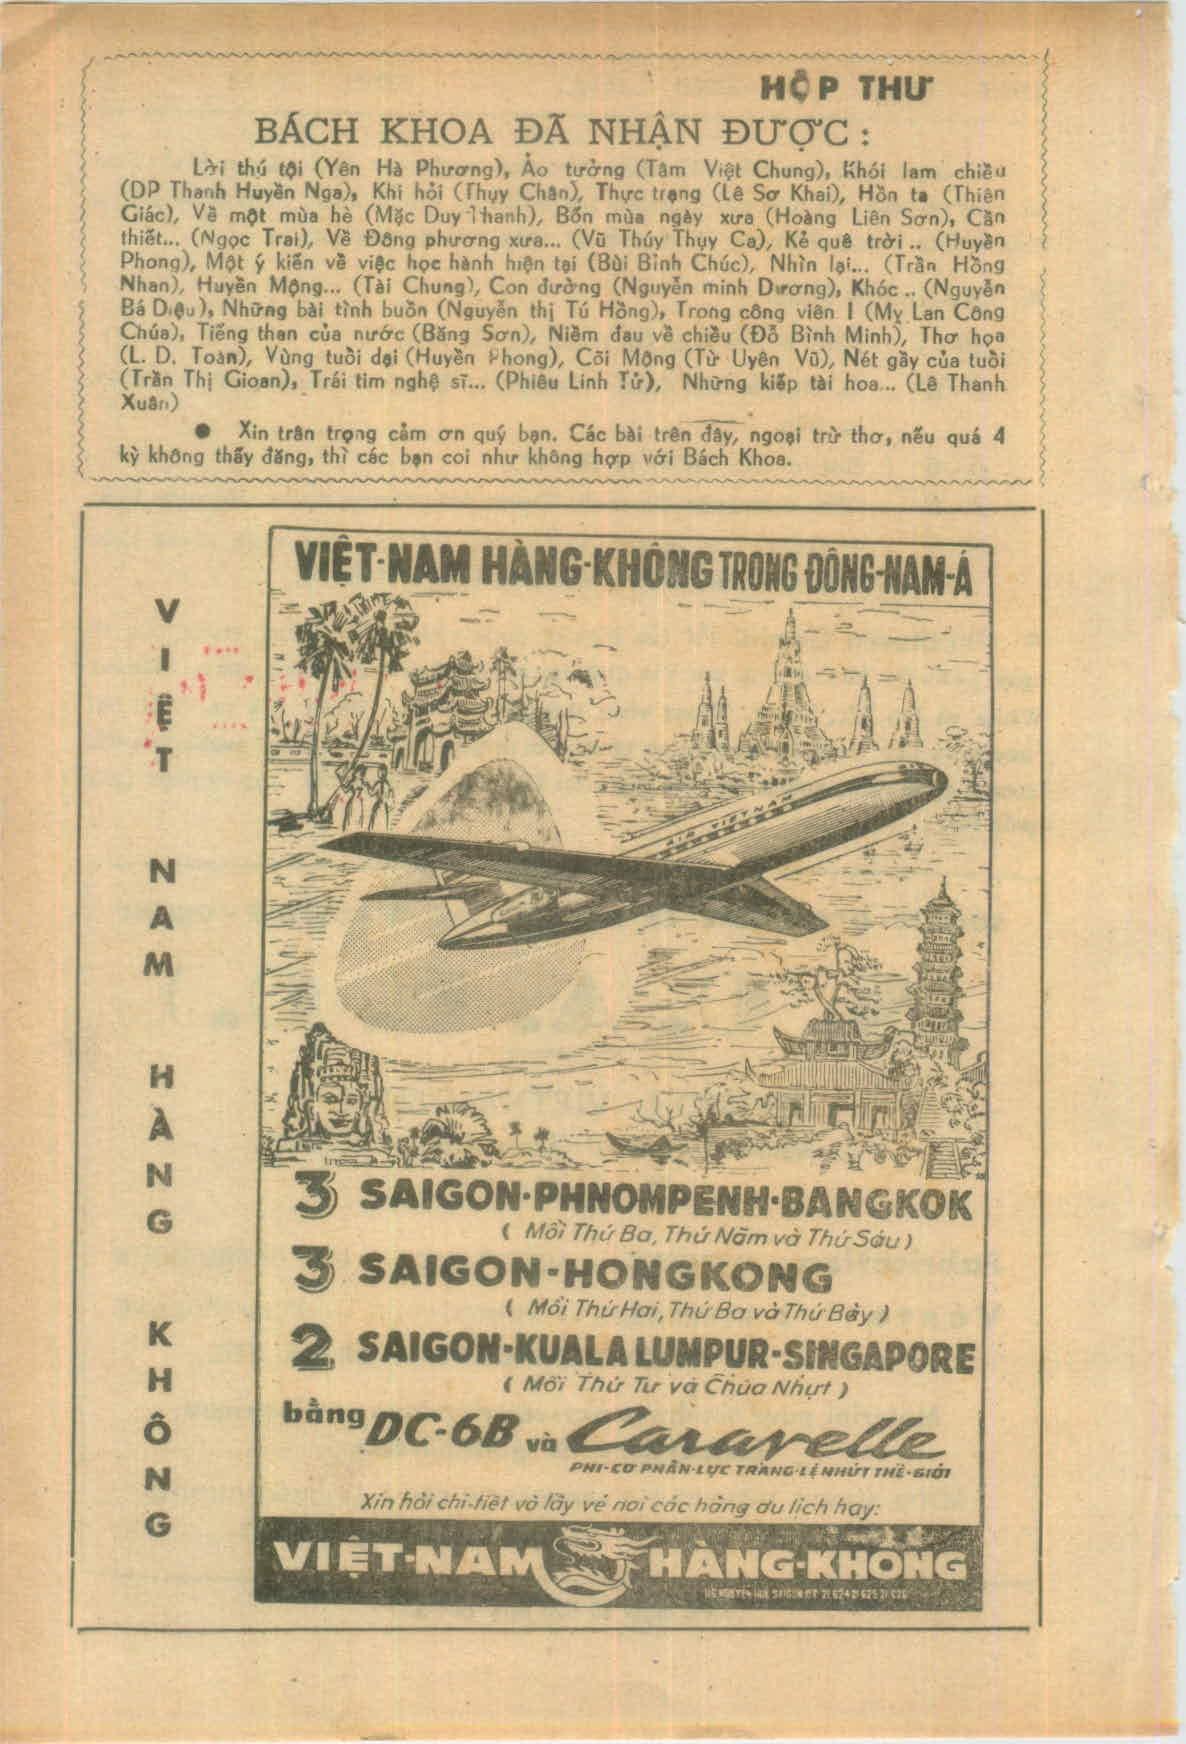 HỘP THƯ
BÁCH KHOA ĐÃ NHẬN ĐƯỢC :
Lời thú tội (Yên Hà Phương), Ảo tưởng (Tâm Việt Chung), Khói lam chiều
(DP Thanh Huyền Nga), Khi hỏi (Thụy Chân), Thực trạng (Lê Sơ Khai), Hồn ta (Thiên
Giác), Về một mùa hè (Mặc Duy Thanh), Bốn mùa ngày xưa (Hoàng Liên Sơn), Cần
thiết... (Ngọc Trai), Về Đông phương xưa... (Vũ Thúy Thụy Ca), Kẻ quê trời .. (Huyền
Phong), Một ý kiến về việc học hành hiện tại (Bùi Bỉnh Chúc), Nhìn lại... (Trần Hồng
Nhan), Huyền Mộng... (Tài Chung), Con đường (Nguyễn minh Dương), Khóc .. (Nguyễn
Bá Diệu), Những bài tình buồn (Nguyễn thị Tú Hồng), Trong công viên I (Mỵ Lan Công
Chúa), Tiếng than của nước (Băng Sơn), Niềm đau về chiều (Đỗ Bình Minh), Thơ họa
(L. D. Toàn), Vùng tuổi dại (Huyền Phong), Cõi Mộng (Từ Uyên Vũ), Nét gầy của tuổi
(Trần Thị Gioan), Trái tim nghệ sĩ... (Phiêu Linh Tử), Những kiếp tài hoa... (Lê Thanh
Xuân)
● Xin trân trọng cảm ơn quý bạn. Các bài trên đây, ngoại trừ thơ, nếu quá 4
kỳ không thấy đăng, thì các bạn coi như không hợp với Bách Khoa.
VIỆT NAM HÀNG KHÔNG
VIỆT-NAM HÀNG-KHÔNG TRONG ĐÔNG-NAM-Á
AIR VIETNAM
3 SAIGON-PHNOMPENH-BANGKOK
( Mỗi Thứ Ba, Thứ Năm và Thứ Sáu )
3 SAIGON-HONGKONG
( Mỗi Thứ Hai, Thứ Ba và Thứ Bảy )
2 SAIGON-KUALA LUMPUR-SINGAPORE
( Mỗi Thứ Tư và Chúa Nhựt )
bằng DC-6B và Caravelle
PHI-CƠ PHẢN-LỰC TRÁNG-LỆ NHỨT THẾ-GIỚI
Xin hỏi chi-tiết và lấy vé nơi các hãng du lịch hay:
VIỆT-NAM HÀNG-KHÔNG